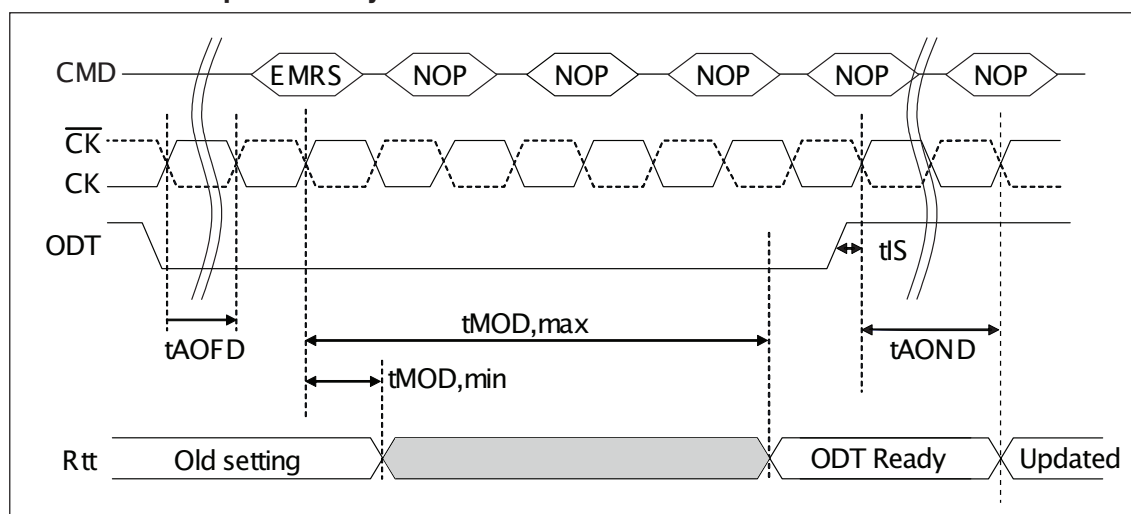 CMD EMRS NOP NOP NOP NOP NOP
CK
CK
ODT
tIS
tMOD,max
tAOFD
tAOND
tMOD,min
Rtt Old setting ODT Ready Updated